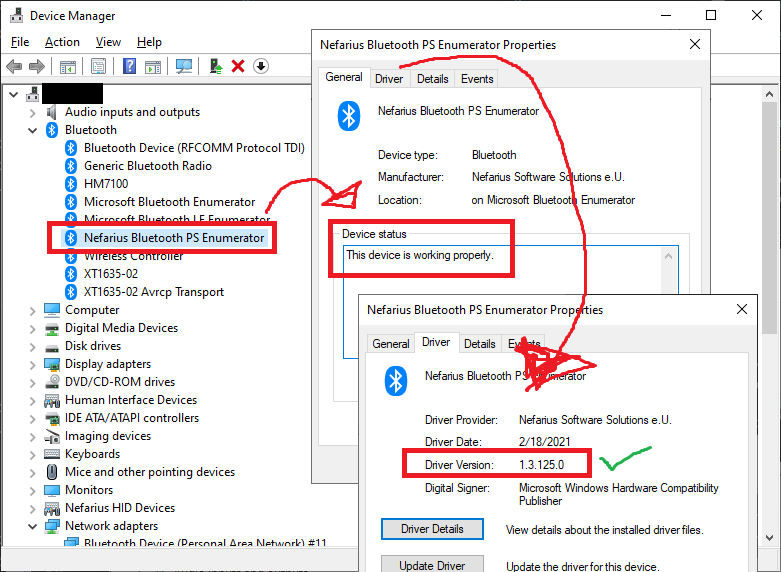 Device Manager
File Action View Help
Audio inputs and outputs
Bluetooth
Bluetooth Device (RFCOMM Protocol TDI)
Generic Bluetooth Radio
HM7100
Microsoft Bluetooth Enumerator
Microsoft Bluetooth LE Enumerator
Nefarius Bluetooth PS Enumerator
Wireless Controller
XT1635-02
XT1635-02 Avrcp Transport
Computer
Digital Media Devices
Disk drives
Display adapters
DVD/CD-ROM drives
Human Interface Devices
IDE ATA/ATAPI controllers
Imaging devices
Keyboards
Mice and other pointing devices
Monitors
Nefarius HID Devices
Network adapters
Bluetooth Device (Personal Area Network) #11
Nefarius Bluetooth PS Enumerator Properties
General Driver Details Events
Nefarius Bluetooth PS Enumerator
Device type: Bluetooth
Manufacturer: Nefarius Software Solutions e.U.
Location: on Microsoft Bluetooth Enumerator
Device status
This device is working properly.
Nefarius Bluetooth PS Enumerator Properties
General Driver Details Events
Nefarius Bluetooth PS Enumerator
Driver Provider: Nefarius Software Solutions e.U.
Driver Date: 2/18/2021
Driver Version: 1.3.125.0
Digital Signer: Microsoft Windows Hardware Compatibility
Publisher
Driver Details View details about the installed driver files.
Update Driver Update the driver for this device.